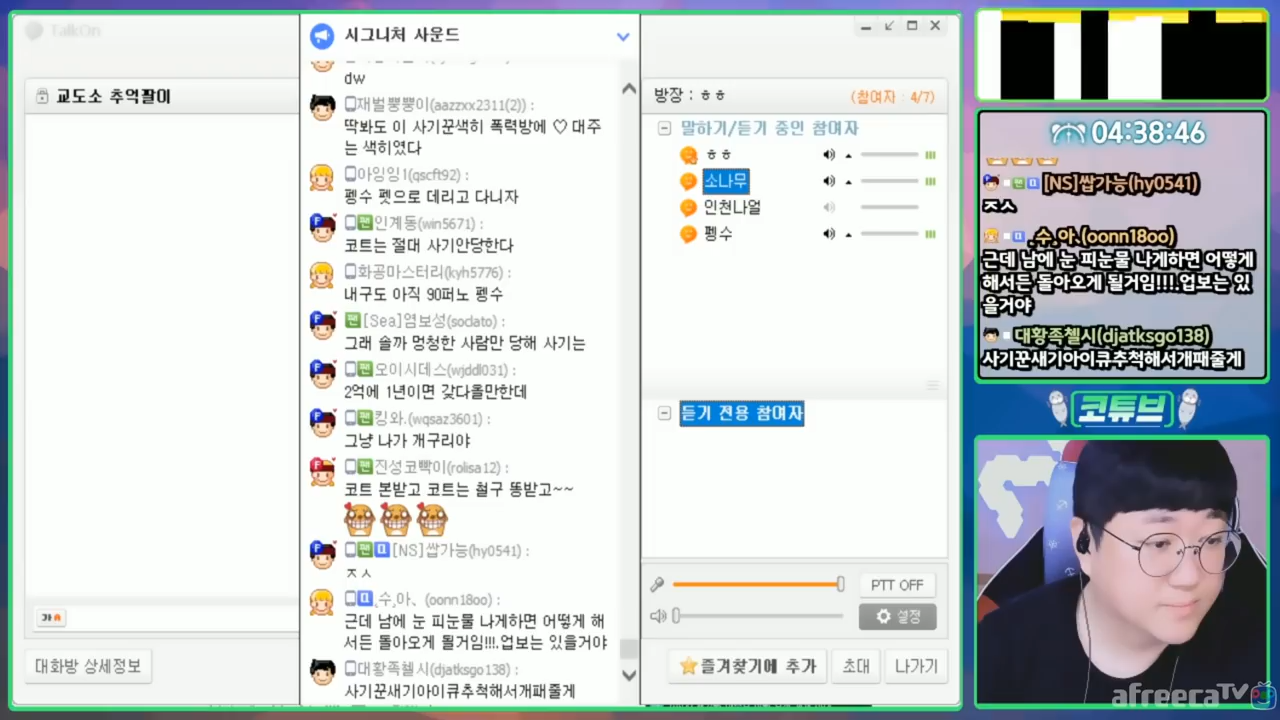 TalkOn
교도소 추억팔이
대화방 상세정보
시그니처 사운드
dw
재벌뿡뿡이(aazzxx2311(2)) :
딱봐도 이 사기꾼색히 폭력방에 ♡ 대주
는 색히였다
아잉잉1(qscft92) :
펭수 펫으로 데리고 다니자
팬 인계동(win5671) :
코트는 절대 사기안당한다
화공마스터리(kyh5776) :
내구도 아직 90퍼노 펭수
팬 [Sea]염보성(soclato) :
그래 솔까 멍청한 사람만 당해 사기는
팬 오이시데스(wjddl031) :
2억에 1년이면 갖다올만한데
팬 킹와.(wqsaz3601) :
그냥 나가 개구리야
팬 진성코빡이(rolisa12) :
코트 본받고 코트는 철구 똥받고~~
팬 [NS]쌉가능(hy0541) :
ㅈㅅ
¸수¸아、 (oonn18oo) :
근데 남에 눈 피눈물 나게하면 어떻게 해
서든 돌아오게 될거임!!!.업보는 있을거야
대황족첼시(djatksgo138) :
사기꾼새기아이큐추척해서개패줄게
방장 : ㅎㅎ
(참여자 : 4/7)
말하기/듣기 중인 참여자
ㅎㅎ
소나무
인천나얼
펭수
듣기 전용 참여자
PTT OFF
설정
즐겨찾기에 추가
초대
나가기
04:38:46
팬 [NS]쌉가능(hy0541)
ㅈㅅ
¸수¸아、(oonn18oo)
근데 남에 눈 피눈물 나게하면 어떻게
해서든 돌아오게 될거임!!!.업보는 있
을거야
대황족첼시(djatksgo138)
사기꾼새기아이큐추척해서개패줄게
코튜브
afreecaTV